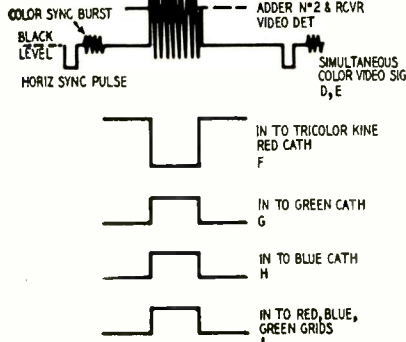 COLOR SYNC BURST
ADDER Nº2 & RCVR
VIDEO DET
BLACK
LEVEL
HORIZ SYNC PULSE
SIMULTANEOUS
COLOR VIDEO SIG
D, E
IN TO TRICOLOR KINE
RED CATH
F
IN TO GREEN CATH
G
IN TO BLUE CATH
H
IN TO RED, BLUE,
GREEN GRIDS